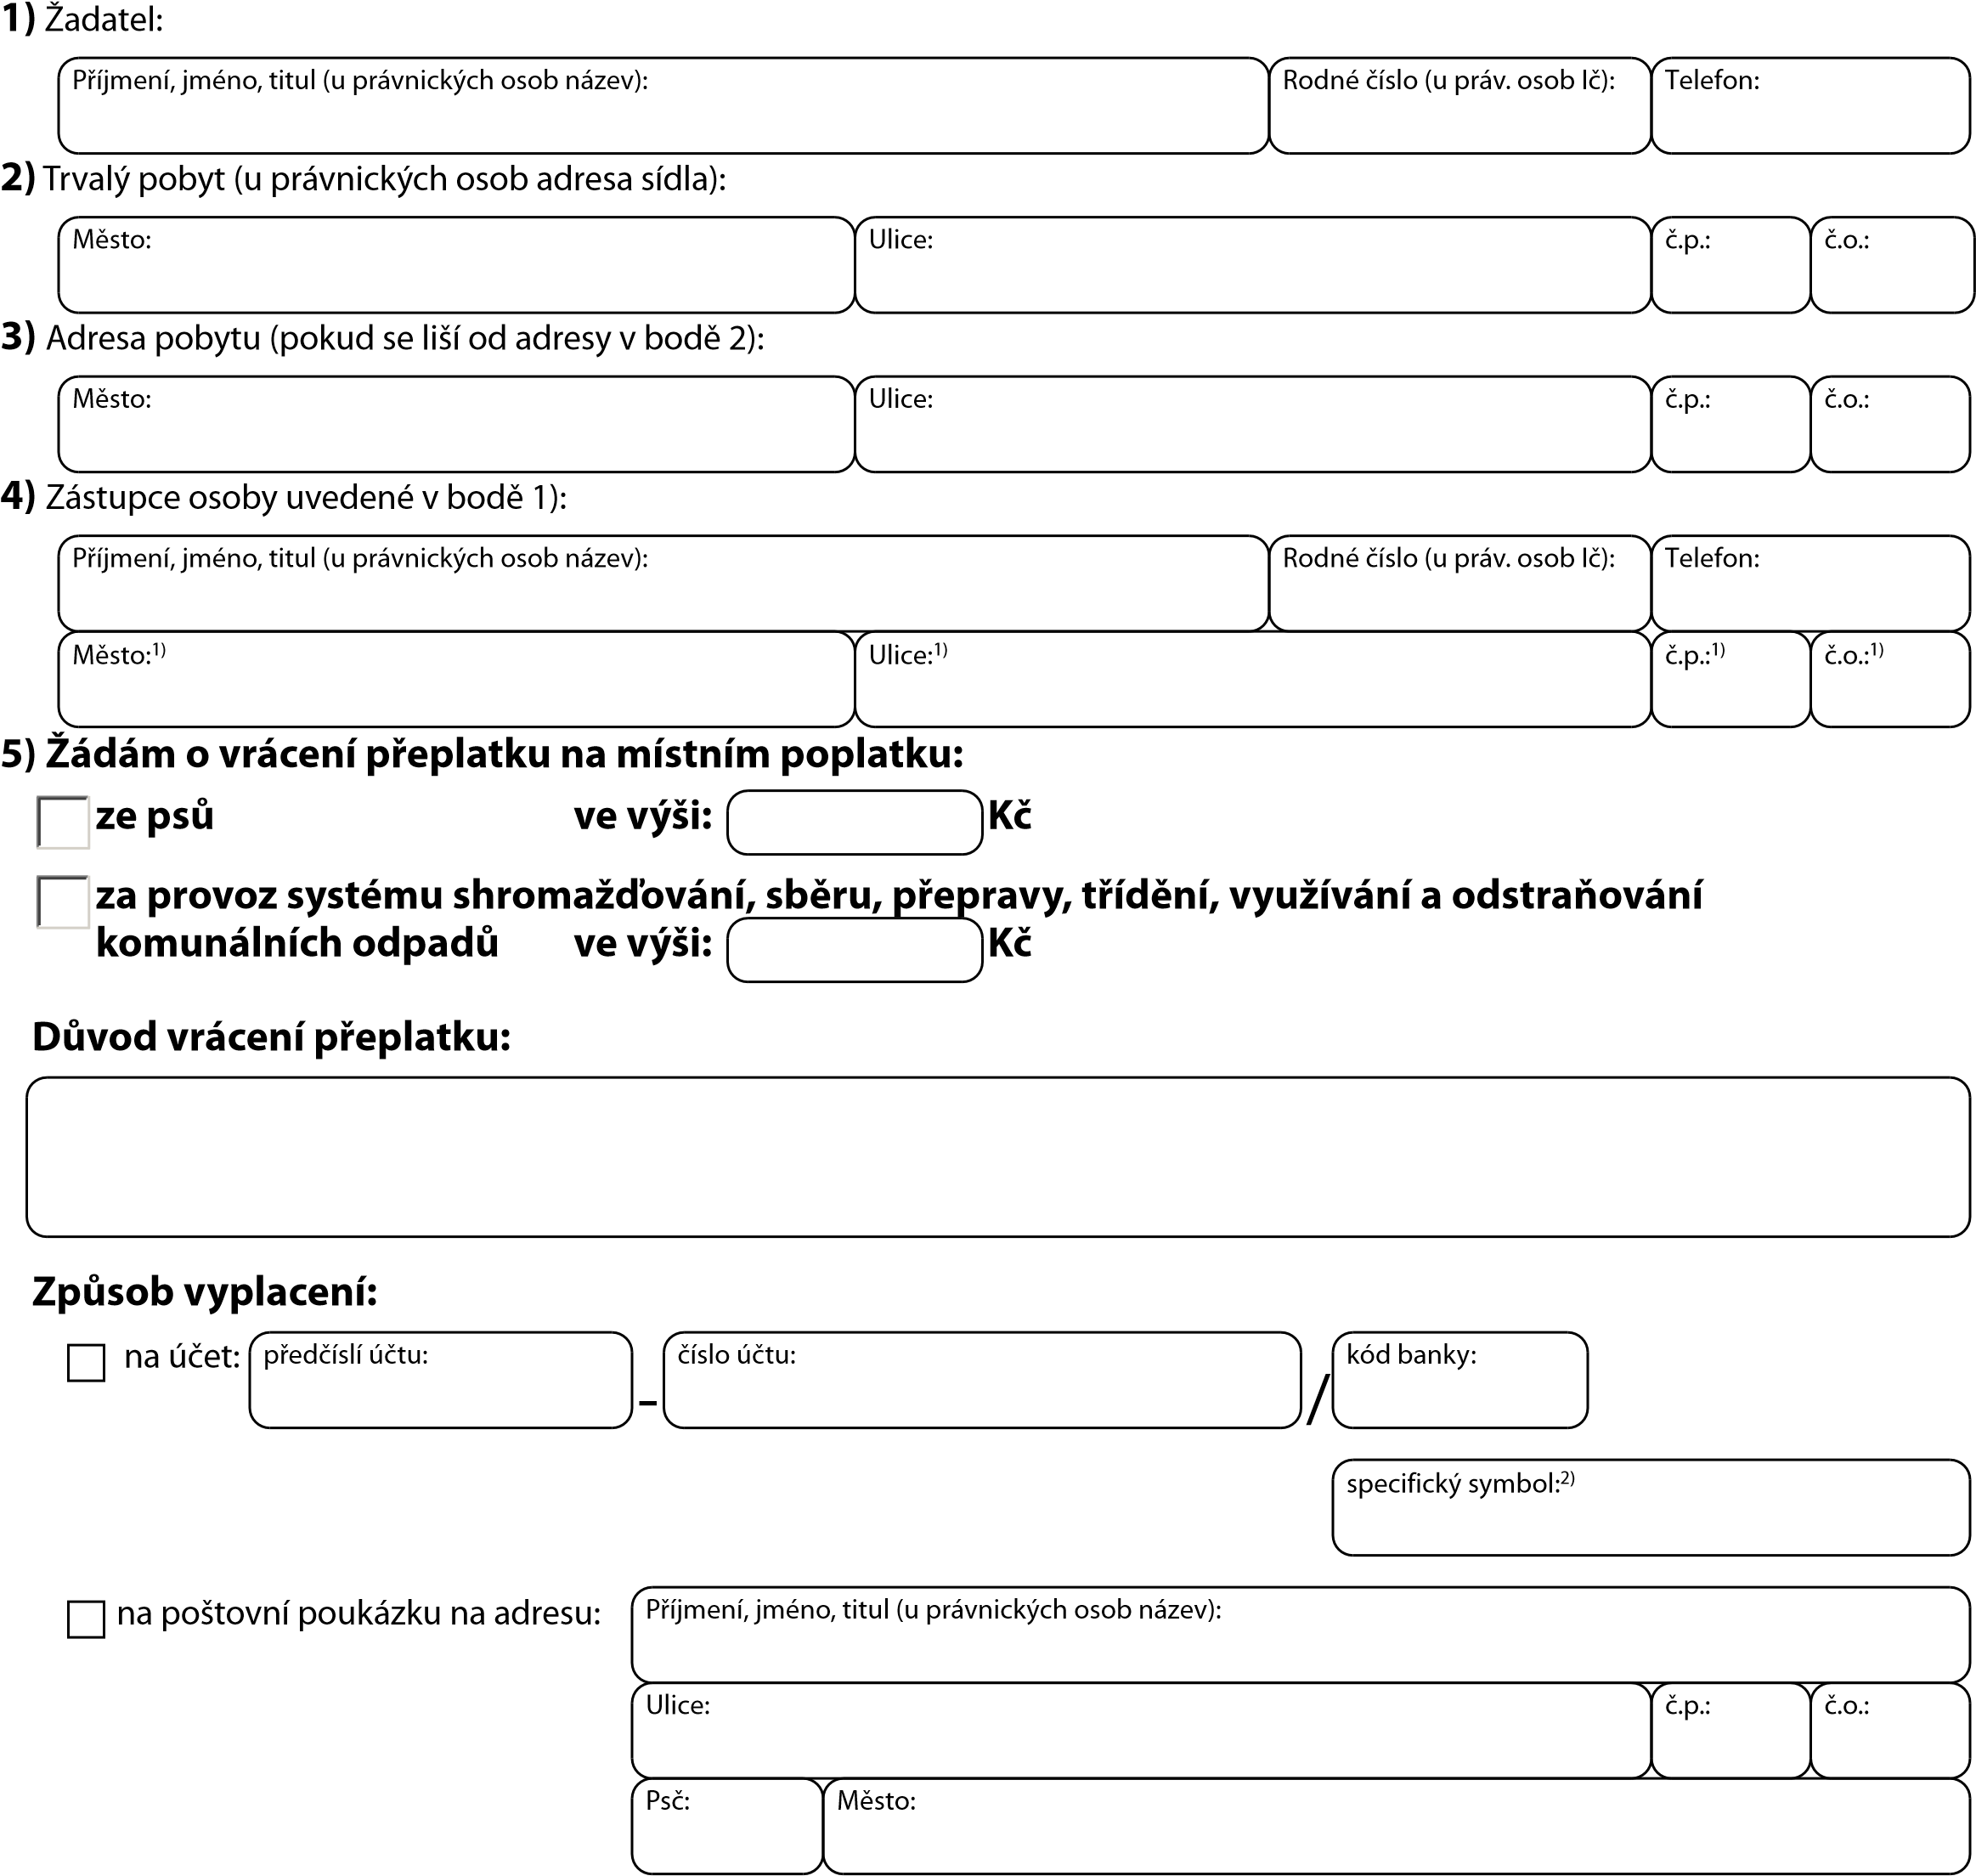 1) Žadatel:
Příjmení, jméno, titul (u právnických osob název): Rodné číslo (u práv. osob Ič): Telefon:
2) Trvalý pobyt (u právnických osob adresa sídla):
Město: Ulice: č.p.: č.o.:
3) Adresa pobytu (pokud se liší od adresy v bodě 2):
Město: Ulice: č.p.: č.o.:
4) Zástupce osoby uvedené v bodě 1):
Příjmení, jméno, titul (u právnických osob název): Rodné číslo (u práv. osob Ič): Telefon:
Město:1) Ulice:1) č.p.:1) č.o.:1)
5) Žádám o vrácení přeplatku na místním poplatku:
ze psů ve výši: Kč
za provoz systému shromažďování, sběru, přepravy, třídění, využívání a odstraňování
komunálních odpadů ve výši: Kč
Důvod vrácení přeplatku:
Způsob vyplacení:
na účet: předčíslí účtu: – číslo účtu: / kód banky:
specifický symbol:2)
na poštovní poukázku na adresu: Příjmení, jméno, titul (u právnických osob název):
Ulice: č.p.: č.o.:
Psč: Město: